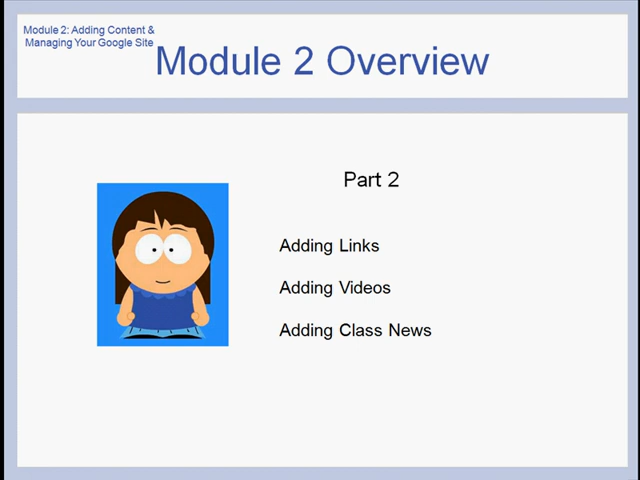 Module 2: Adding Content &
Managing Your Google Site
Module 2 Overview
Part 2
Adding Links
Adding Videos
Adding Class News